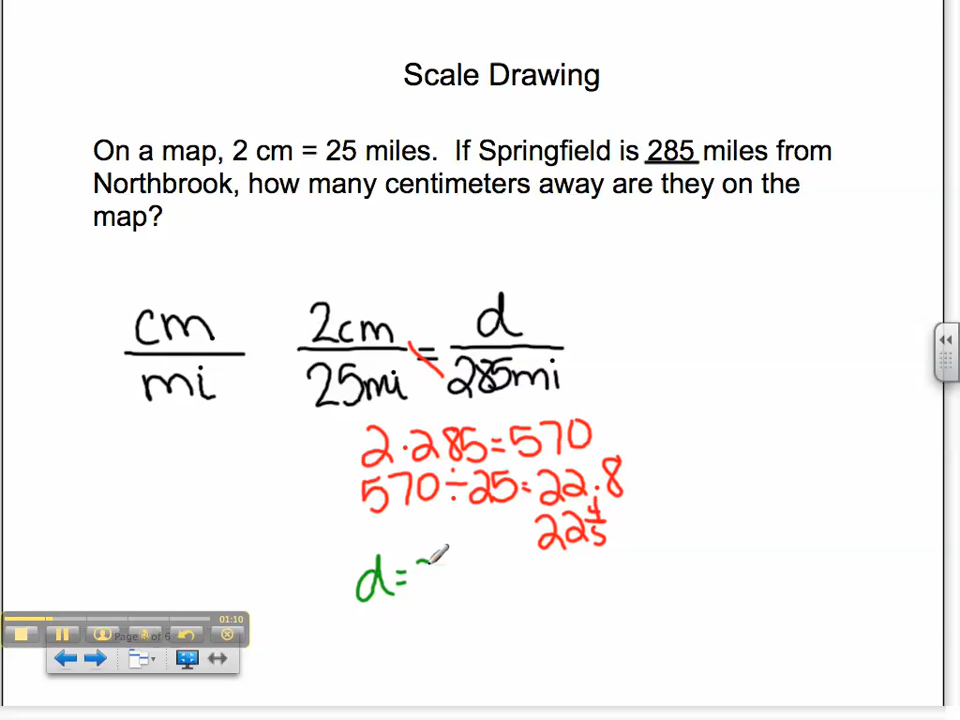 Scale Drawing
On a map, 2 cm = 25 miles. If Springfield is 285 miles from
Northbrook, how many centimeters away are they on the
map?
cm
mi
2cm
25mi
=
d
285mi
2·285=570
570÷25=22.8
22 4/5
d=
01:10
of 6